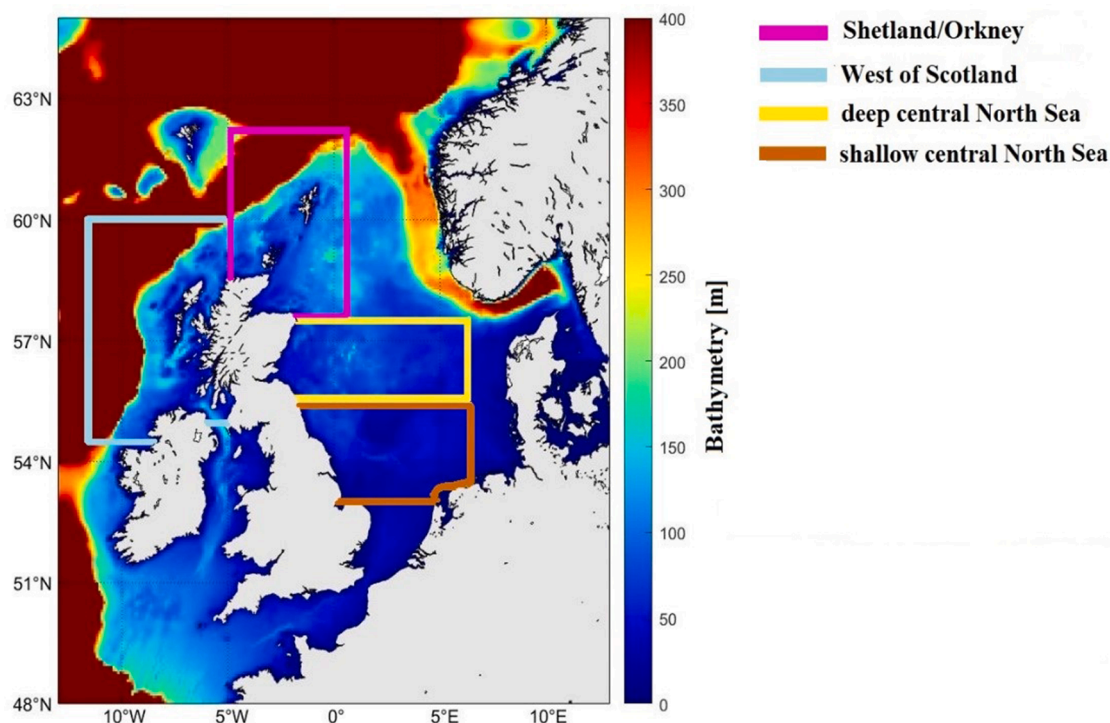 400
350
300
250
200
150
100
50
0
Bathymetry [m]
63°N
60°N
57°N
54°N
51°N
48°N
10°W
5°W
0°
5°E
10°E
Shetland/Orkney
West of Scotland
deep central North Sea
shallow central North Sea